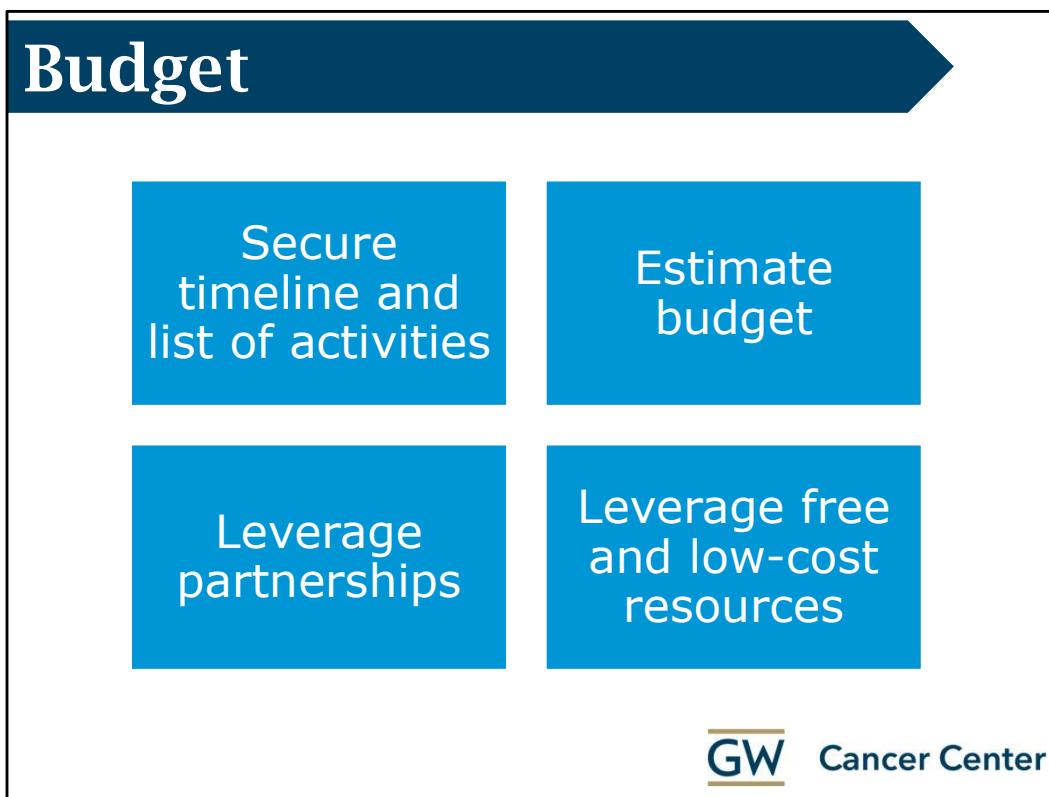 Budget
Secure
timeline and
list of activities
Estimate
budget
Leverage
partnerships
Leverage free
and low-cost
resources
GW Cancer Center